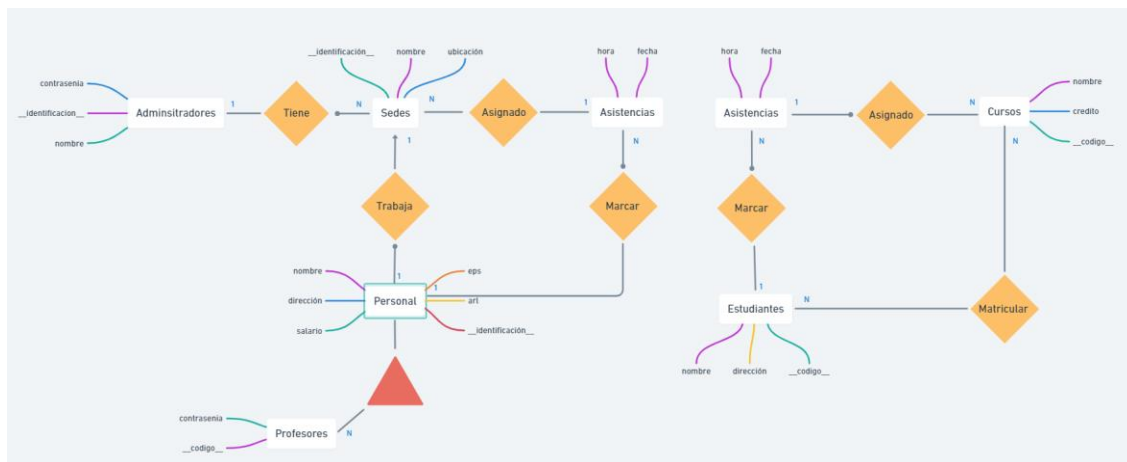 __identificación__
nombre
ubicación
hora
fecha
hora
fecha
contrasenia
__identificacion__
nombre
Adminsitradores
1
Tiene
N
Sedes
N
Asignado
1
Asistencias
N
Asistencias
N
1
Asignado
N
Cursos
N
nombre
credito
__codigo__
1
Trabaja
1
Marcar
Marcar
1
nombre
dirección
salario
Personal
1
eps
arl
__identificación__
Estudiantes
N
Matricular
nombre
dirección
__codigo__
contrasenia
__codigo__
Profesores
N